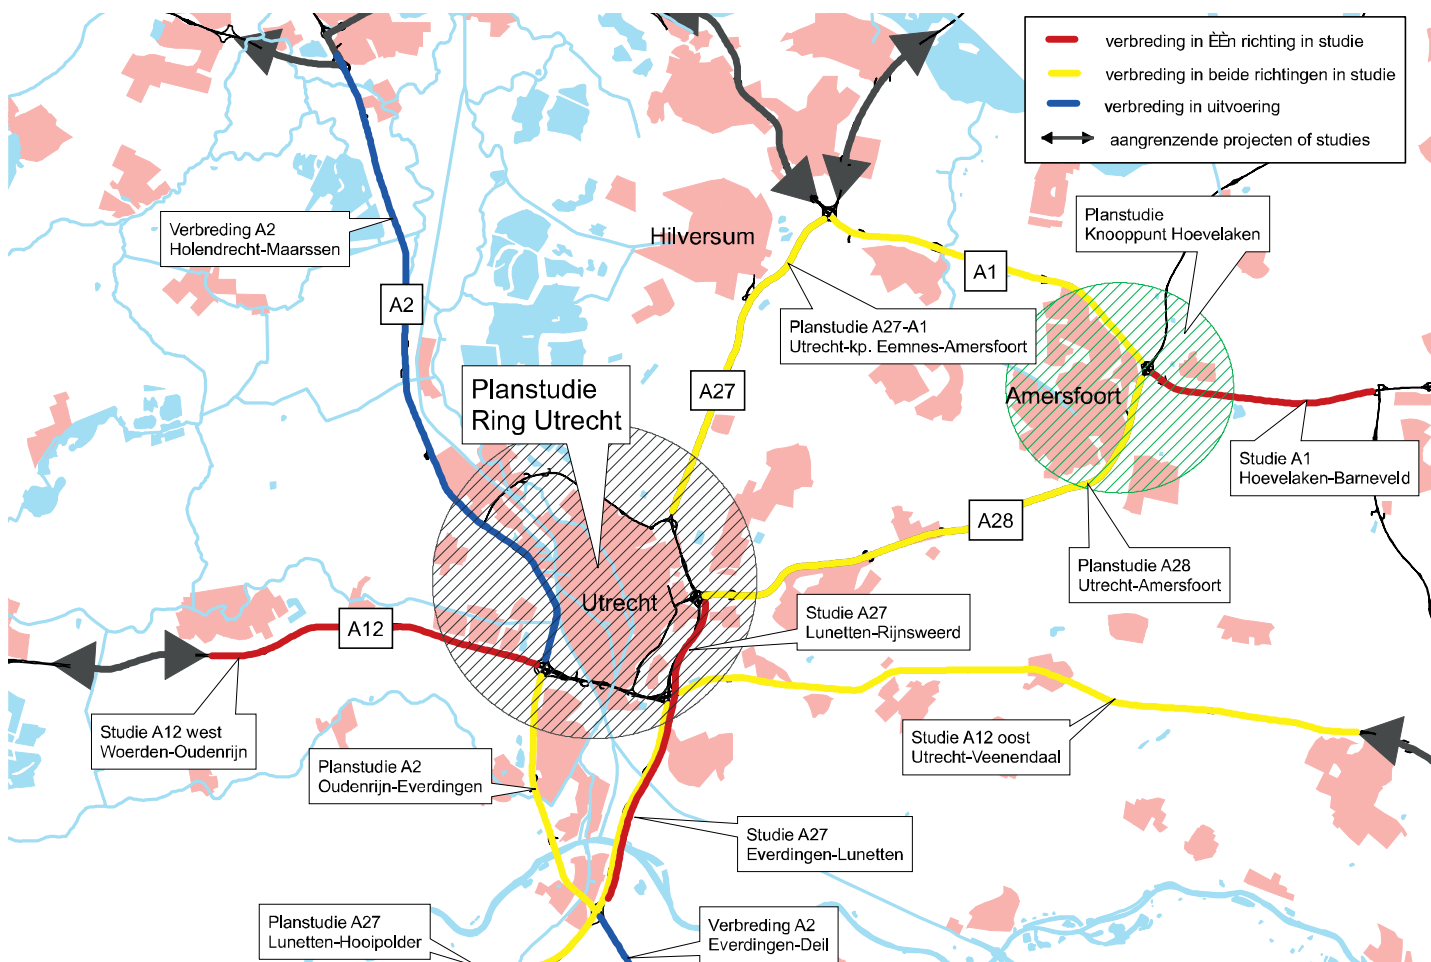 verbreding in ÈÈn richting in studie
verbreding in beide richtingen in studie
verbreding in uitvoering
aangrenzende projecten of studies
Verbreding A2
Holendrecht-Maarssen
Planstudie
Knooppunt Hoevelaken
Hilversum
A1
A2
Planstudie A27-A1
Utrecht-kp. Eemnes-Amersfoort
Planstudie
Ring Utrecht
A27
Amersfoort
Studie A1
Hoevelaken-Barneveld
A28
Planstudie A28
Utrecht-Amersfoort
Utrecht
Studie A27
Lunetten-Rijnsweerd
A12
Studie A12 west
Woerden-Oudenrijn
Studie A12 oost
Utrecht-Veenendaal
Planstudie A2
Oudenrijn-Everdingen
Studie A27
Everdingen-Lunetten
Planstudie A27
Lunetten-Hooipolder
Verbreding A2
Everdingen-Deil